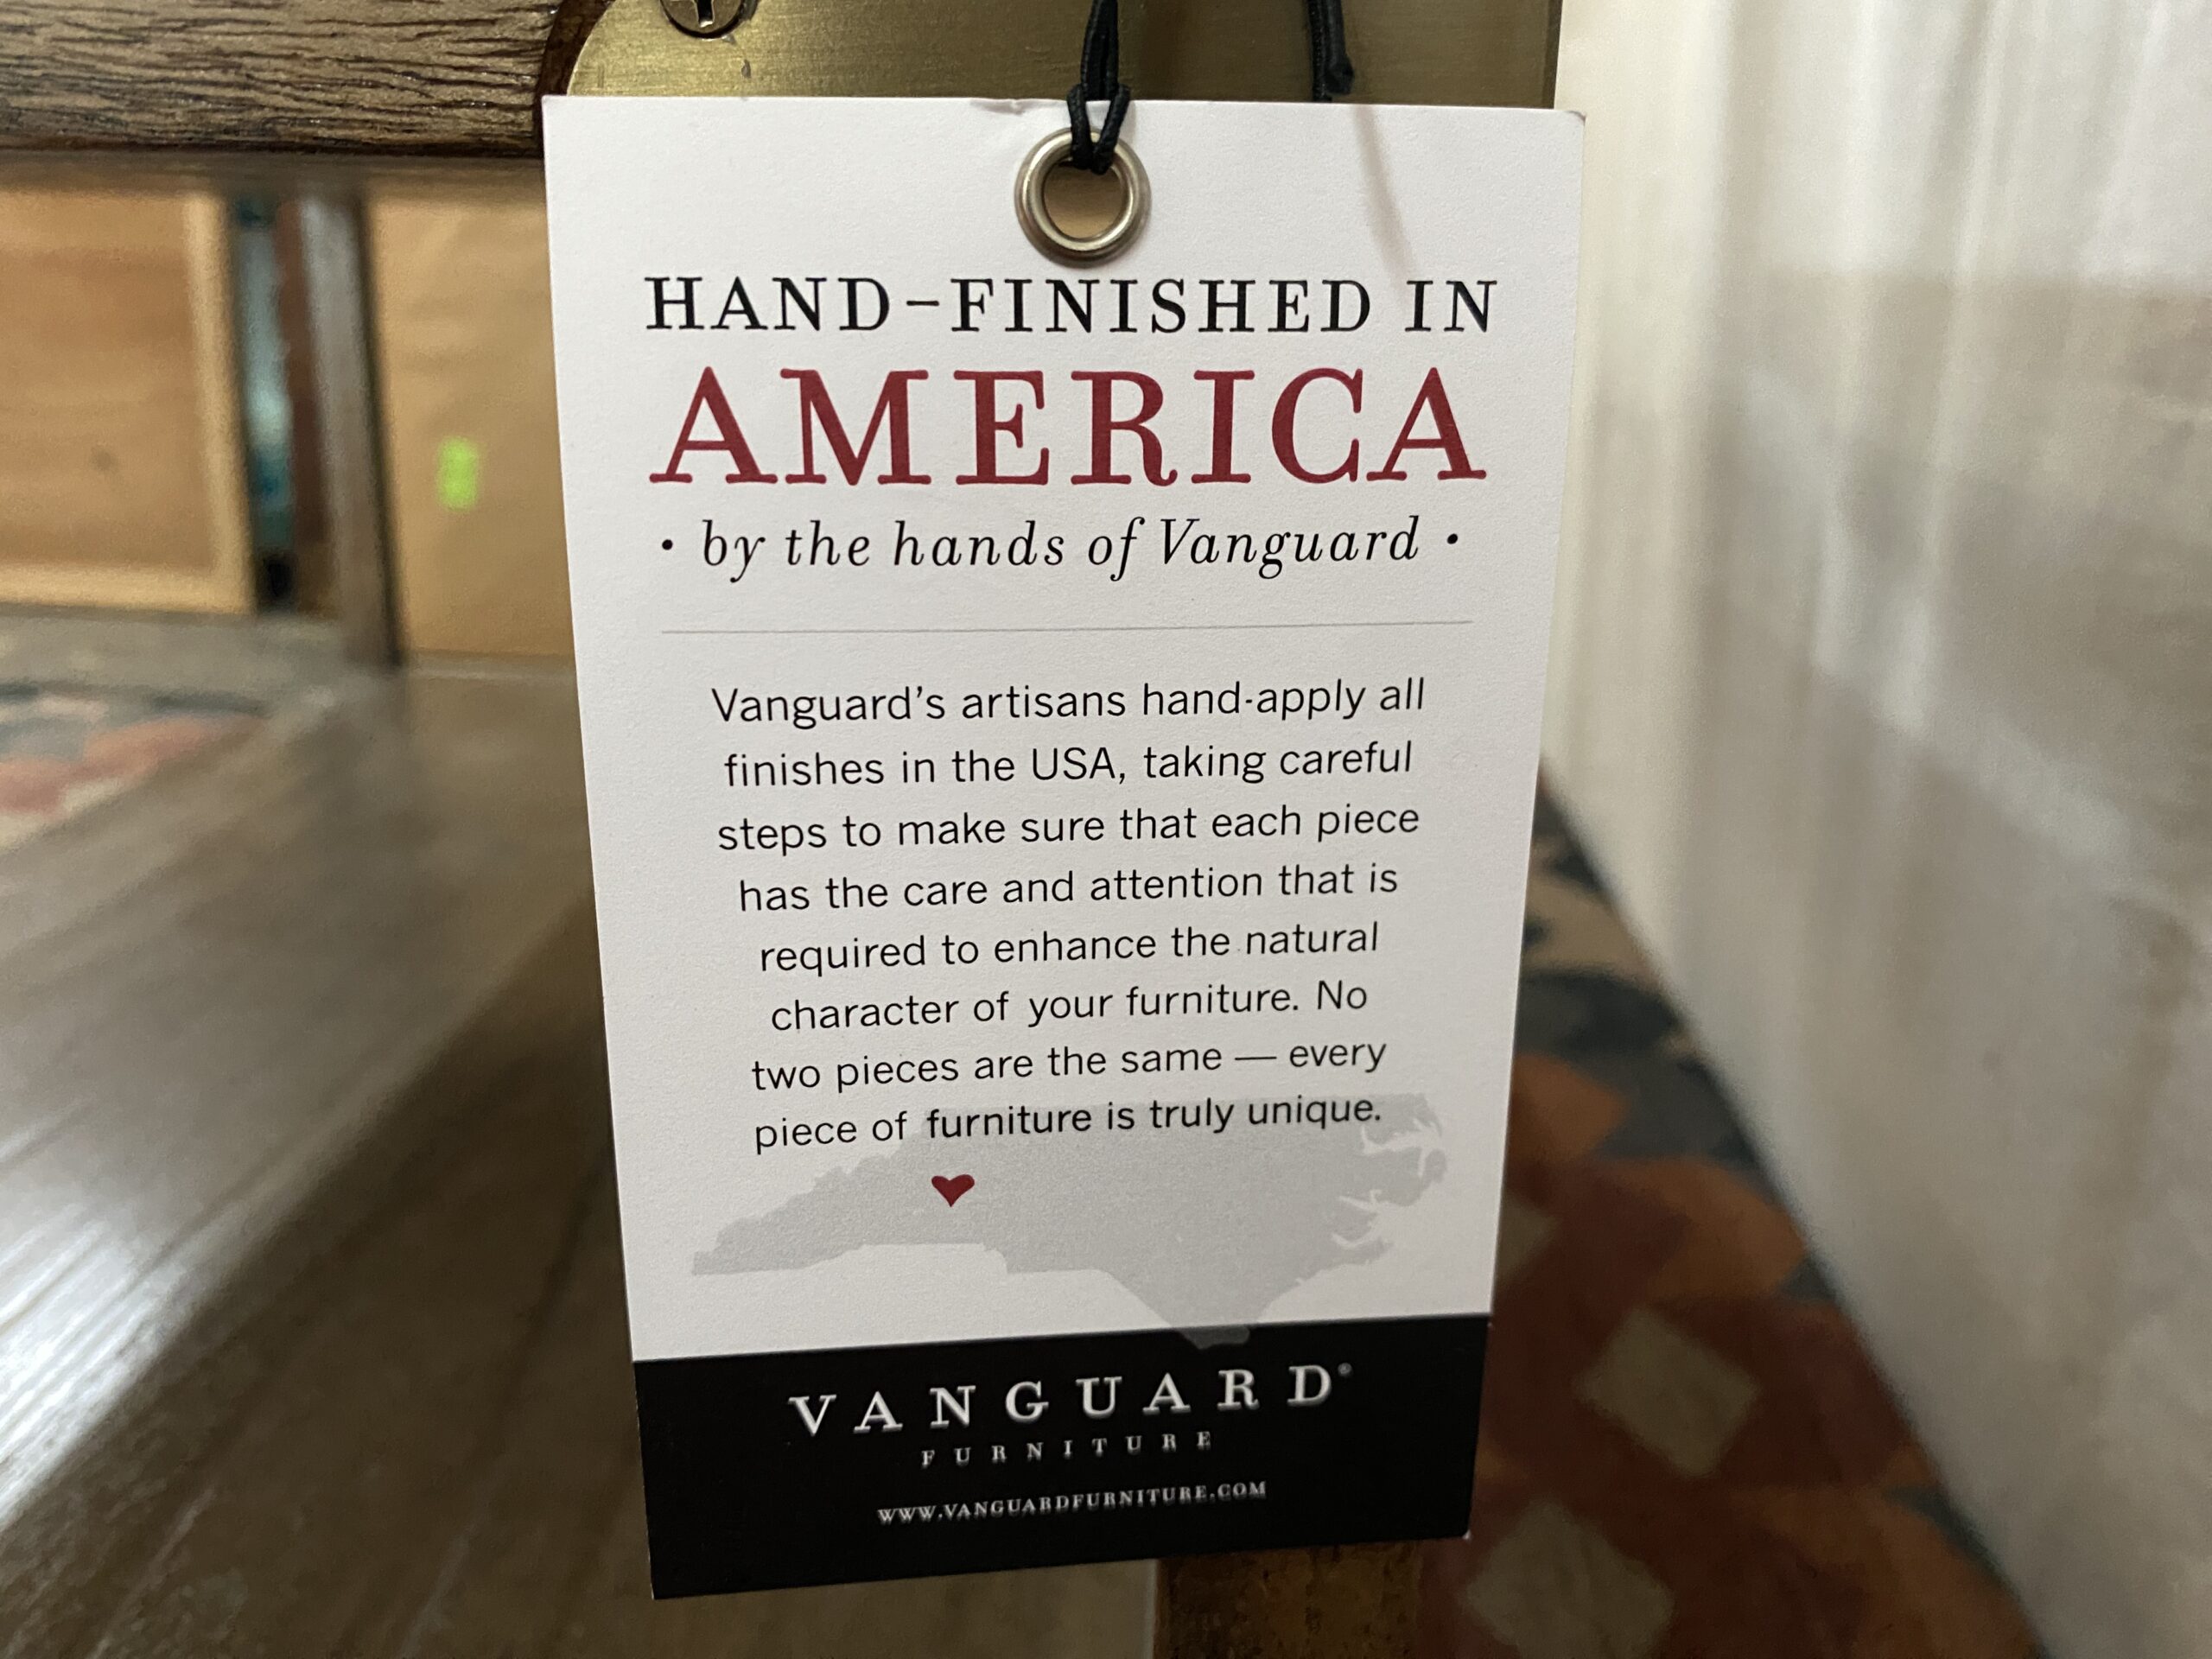 HAND-FINISHED IN
AMERICA
· by the hands of Vanguard ·
Vanguard's artisans hand-apply all
finishes in the USA, taking careful
steps to make sure that each piece
has the care and attention that is
required to enhance the natural
character of your furniture. No
two pieces are the same — every
piece of furniture is truly unique.
VANGUARD®
FURNITURE
WWW.VANGUARDFURNITURE.COM